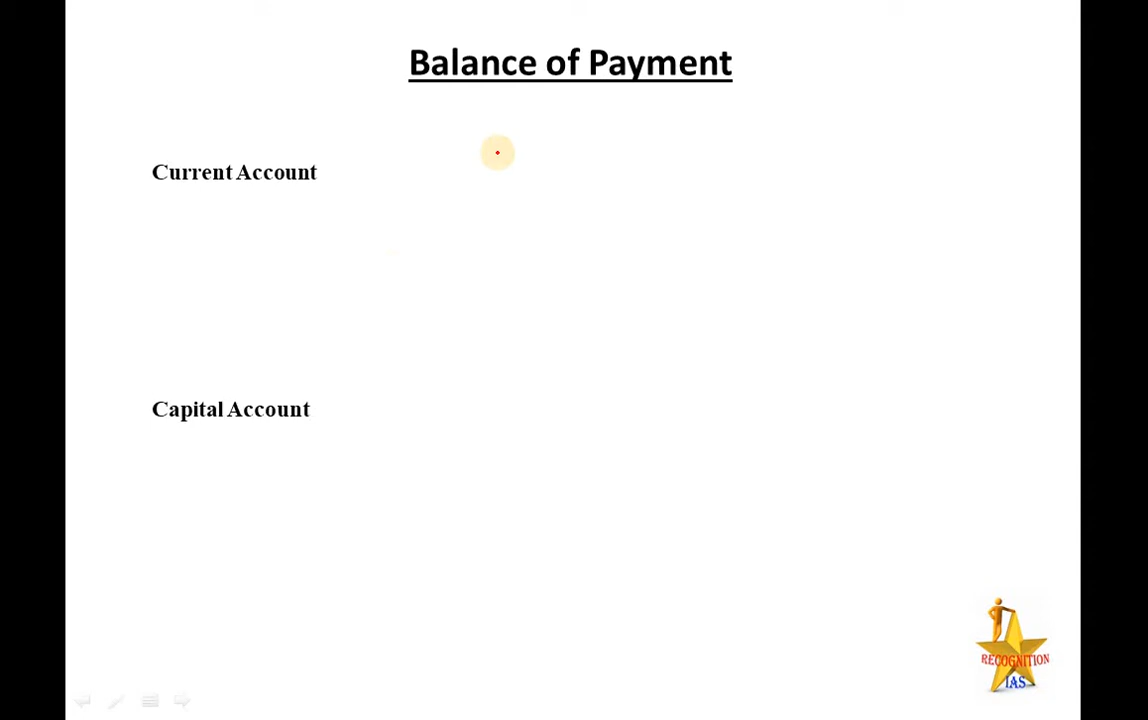 Balance of Payment
Current Account
Capital Account
RECOGNITION
IAS